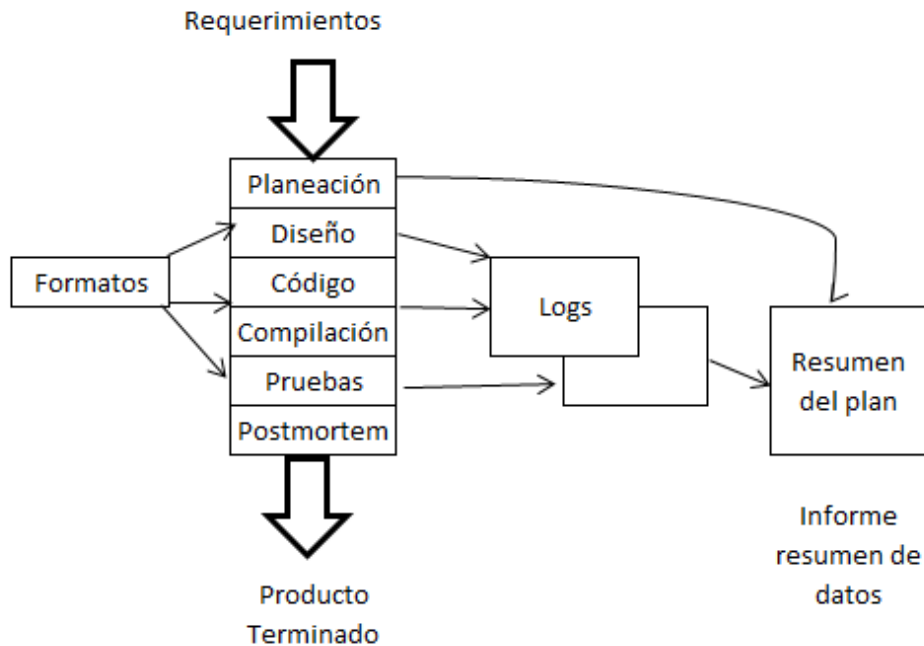 Requerimientos
Planeación
Diseño
Formatos
Código
Compilación
Pruebas
Postmortem
Logs
Resumen
del plan
Informe
resumen de
datos
Producto
Terminado